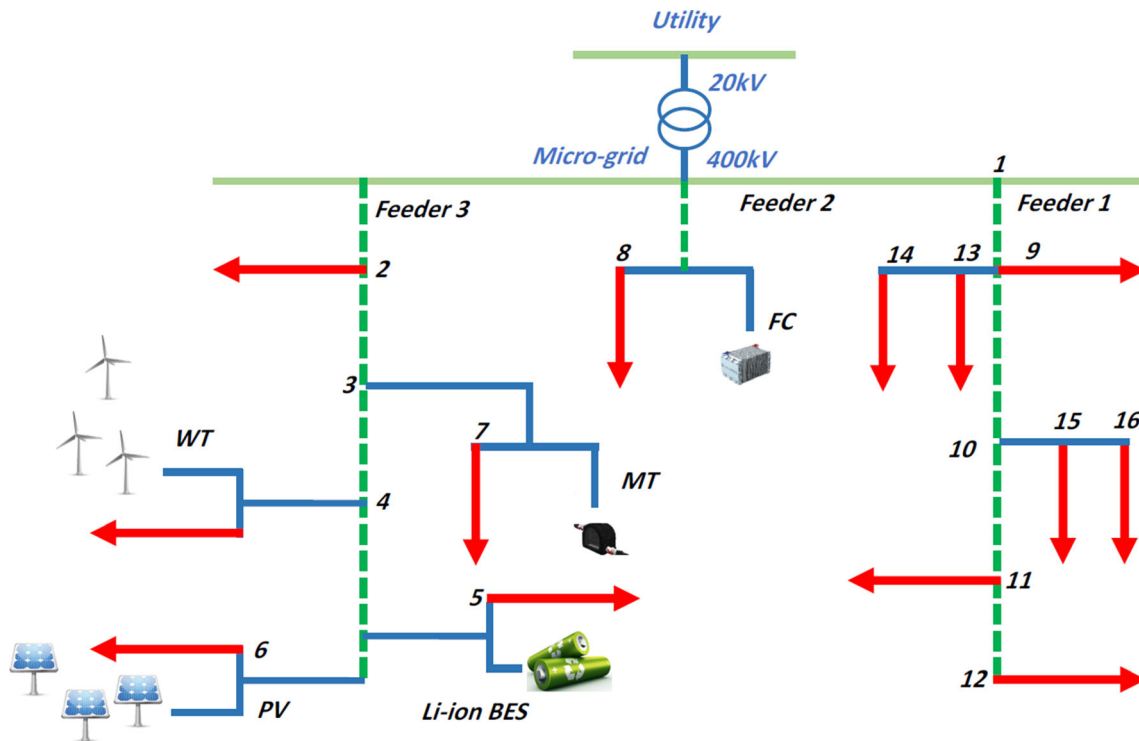 Utility
20kV
Micro-grid
400kV
1
Feeder 3
Feeder 2
Feeder 1
2
8
14
13
9
FC
3
7
15
16
10
WT
MT
4
11
5
6
12
PV
Li-ion BES